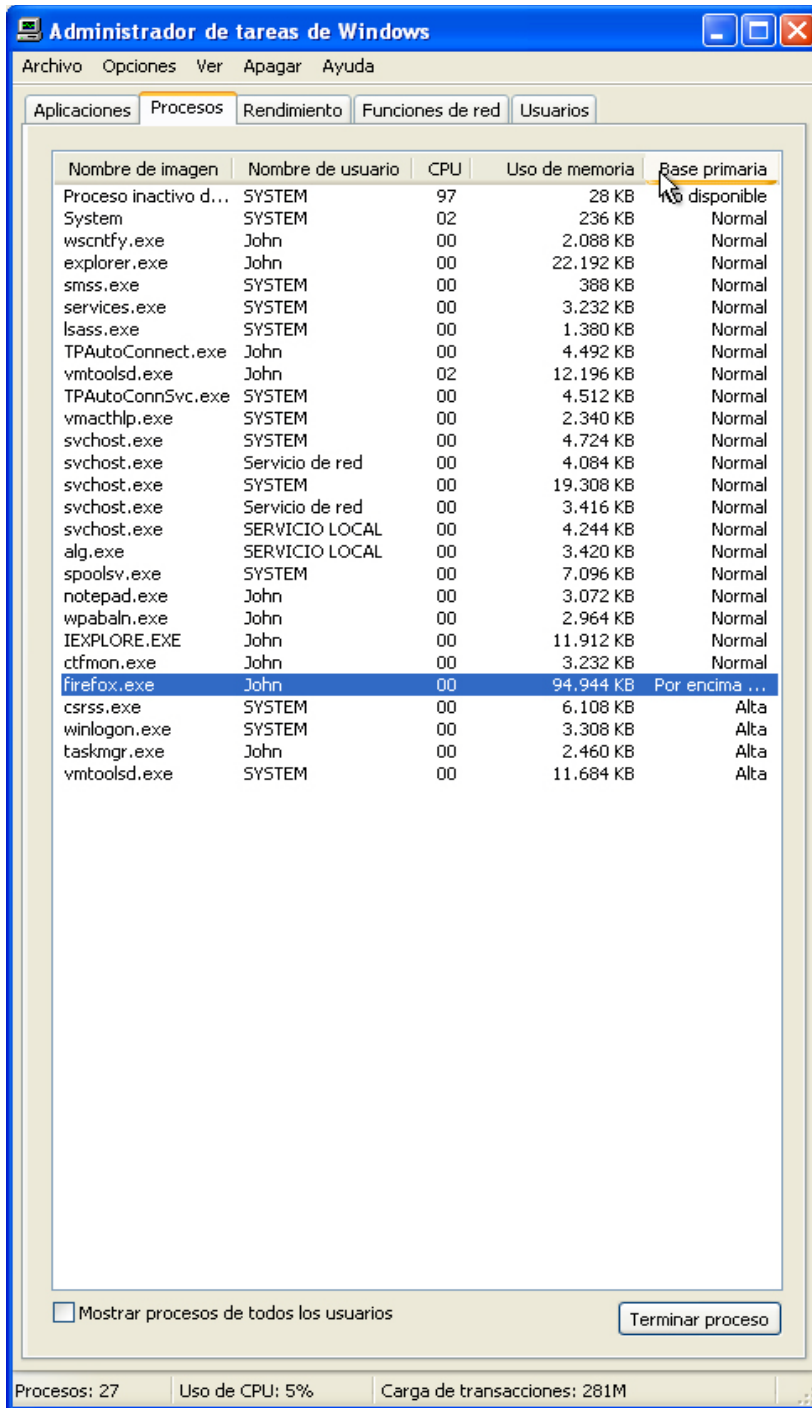 Administrador de tareas de Windows
Archivo Opciones Ver Apagar Ayuda
Aplicaciones Procesos Rendimiento Funciones de red Usuarios
Nombre de imagen Nombre de usuario CPU Uso de memoria Base primaria
Proceso inactivo d... SYSTEM 97 28 KB No disponible
System SYSTEM 02 236 KB Normal
wscntfy.exe John 00 2.088 KB Normal
explorer.exe John 00 22.192 KB Normal
smss.exe SYSTEM 00 388 KB Normal
services.exe SYSTEM 00 3.232 KB Normal
lsass.exe SYSTEM 00 1.380 KB Normal
TPAutoConnect.exe John 00 4.492 KB Normal
vmtoolsd.exe John 02 12.196 KB Normal
TPAutoConnSvc.exe SYSTEM 00 4.512 KB Normal
vmacthlp.exe SYSTEM 00 2.340 KB Normal
svchost.exe SYSTEM 00 4.724 KB Normal
svchost.exe Servicio de red 00 4.084 KB Normal
svchost.exe SYSTEM 00 19.308 KB Normal
svchost.exe Servicio de red 00 3.416 KB Normal
svchost.exe SERVICIO LOCAL 00 4.244 KB Normal
alg.exe SERVICIO LOCAL 00 3.420 KB Normal
spoolsv.exe SYSTEM 00 7.096 KB Normal
notepad.exe John 00 3.072 KB Normal
wpabaln.exe John 00 2.964 KB Normal
IEXPLORE.EXE John 00 11.912 KB Normal
ctfmon.exe John 00 3.232 KB Normal
firefox.exe John 00 94.944 KB Por encima ...
csrss.exe SYSTEM 00 6.108 KB Alta
winlogon.exe SYSTEM 00 3.308 KB Alta
taskmgr.exe John 00 2.460 KB Alta
vmtoolsd.exe SYSTEM 00 11.684 KB Alta
Mostrar procesos de todos los usuarios
Terminar proceso
Procesos: 27 Uso de CPU: 5% Carga de transacciones: 281M